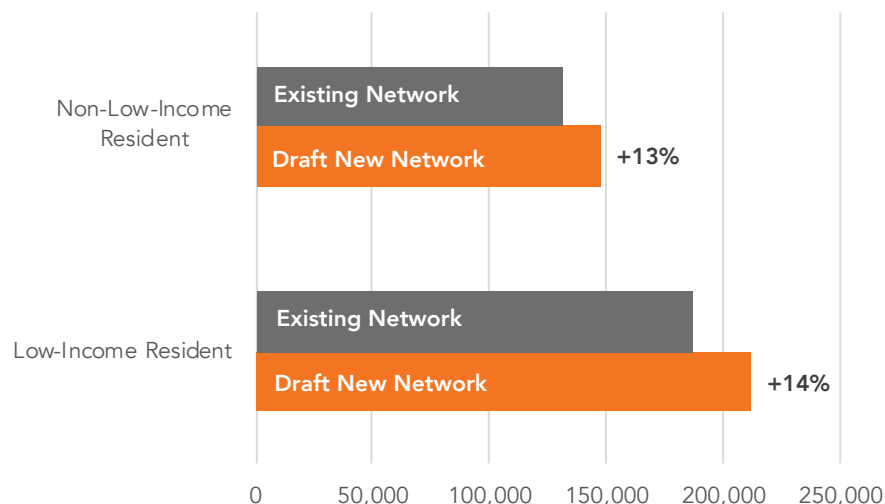 Non-Low-Income
Resident
Existing Network
Draft New Network
+13%
Low-Income Resident
Existing Network
Draft New Network
+14%
0
50,000
100,000
150,000
200,000
250,000